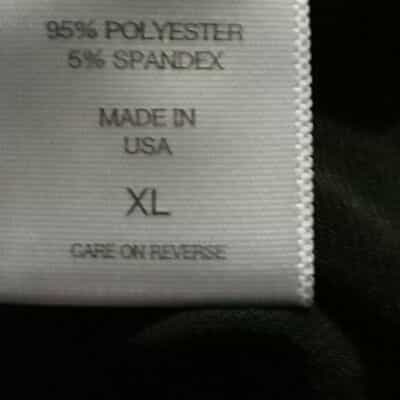 95% POLYESTER
5% SPANDEX
MADE IN
USA
XL
CARE ON REVERSE